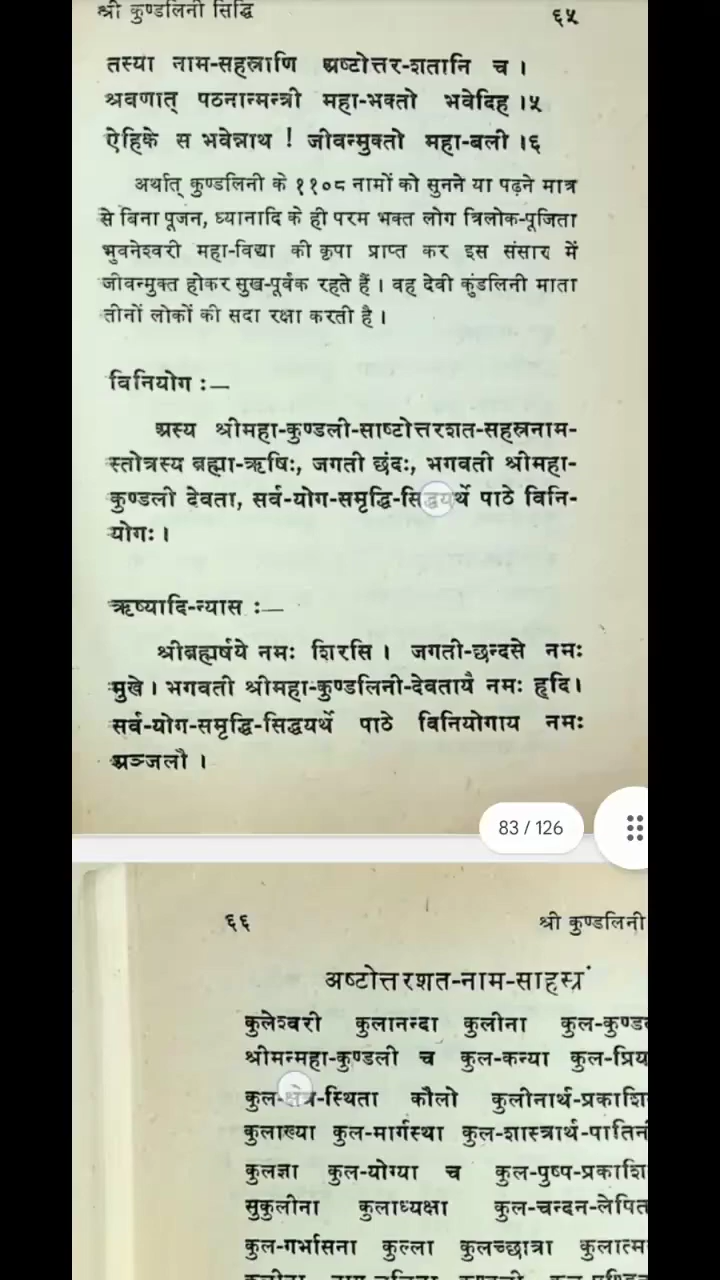 श्री कुण्डलिनी सिद्धि ६५
तस्या नाम-सहस्राणि अष्टोत्तर-शतानि च ।
श्रवणात् पठनान्मन्त्री महा-भक्तो भवेदिह ।५
ऐहिके स भवेन्नाथ ! जीवन्मुक्तो महा-बली ।६
अर्थात् कुण्डलिनी के ११०८ नामों को सुनने या पढ़ने मात्र
से बिना पूजन, ध्यानादि के ही परम भक्त लोग त्रिलोक-पूजिता
भुवनेश्वरी महा-विद्या की कृपा प्राप्त कर इस संसार में
जीवन्मुक्त होकर सुख-पूर्वक रहते हैं । वह देवी कुंडलिनी माता
तीनों लोकों की सदा रक्षा करती है ।
विनियोग :—
अस्य श्रीमहा-कुण्डली-साष्टोत्तरशत-सहस्रनाम-
स्तोत्रस्य ब्रह्मा-ऋषिः, जगती छंदः, भगवती श्रीमहा-
कुण्डली देवता, सर्व-योग-समृद्धि-सिद्धयर्थे पाठे विनि-
योगः ।
ऋष्यादि-न्यास :—
श्रीब्रह्मर्षये नमः शिरसि । जगती-छन्दसे नमः
मुखे । भगवती श्रीमहा-कुण्डलिनी-देवतायै नमः हृदि।
सर्व-योग-समृद्धि-सिद्धयर्थे पाठे विनियोगाय नमः
अञ्जलौ ।
83 / 126
६६ श्री कुण्डलिनी
अष्टोत्तरशत-नाम-साहस्रं
कुलेश्वरी कुलानन्दा कुलीना कुल-कुण्ड
श्रीमन्महा-कुण्डली च कुल-कन्या कुल-प्रिय
कुल-क्षेत्र-स्थिता कौलो कुलीनार्थ-प्रकाशि
कुलाख्या कुल-मार्गस्था कुल-शास्त्रार्थ-पातिन
कुलज्ञा कुल-योग्या च कुल-पुष्प-प्रकाशि
सुकुलीना कुलाध्यक्षा कुल-चन्दन-लेपित
कुल-गर्भासना कुल्ला कुलच्छात्रा कुलात्म